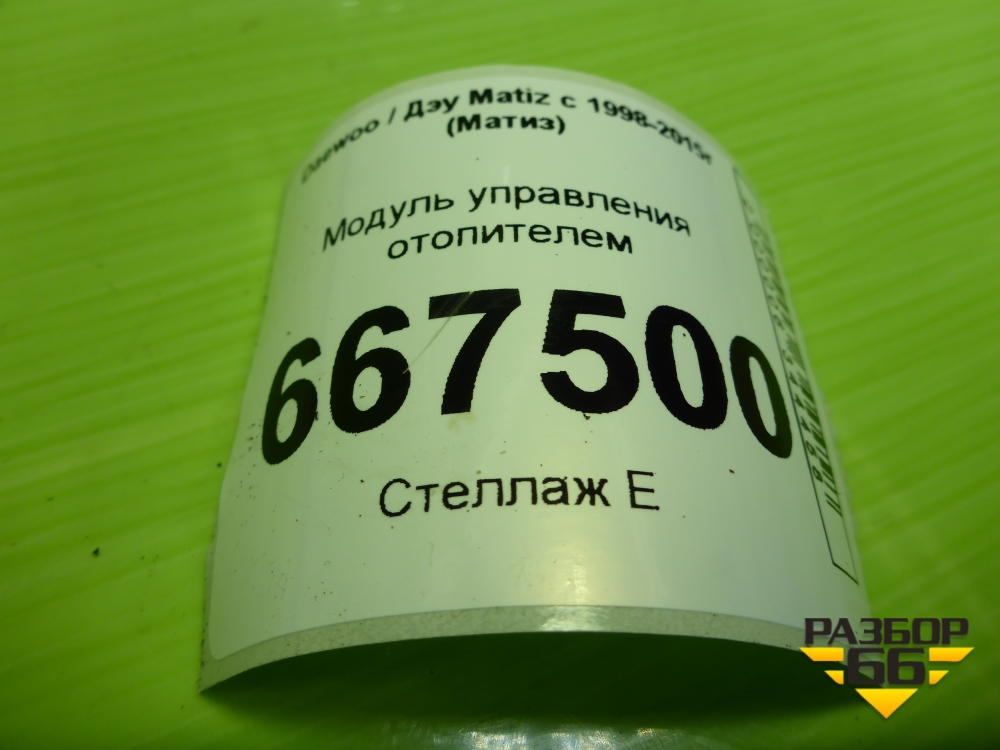 Daewoo / Дэу Matiz с 1998-2015г
(Матиз)
Модуль управления
отопителем
667500
Стеллаж Е
РАЗБОР
66